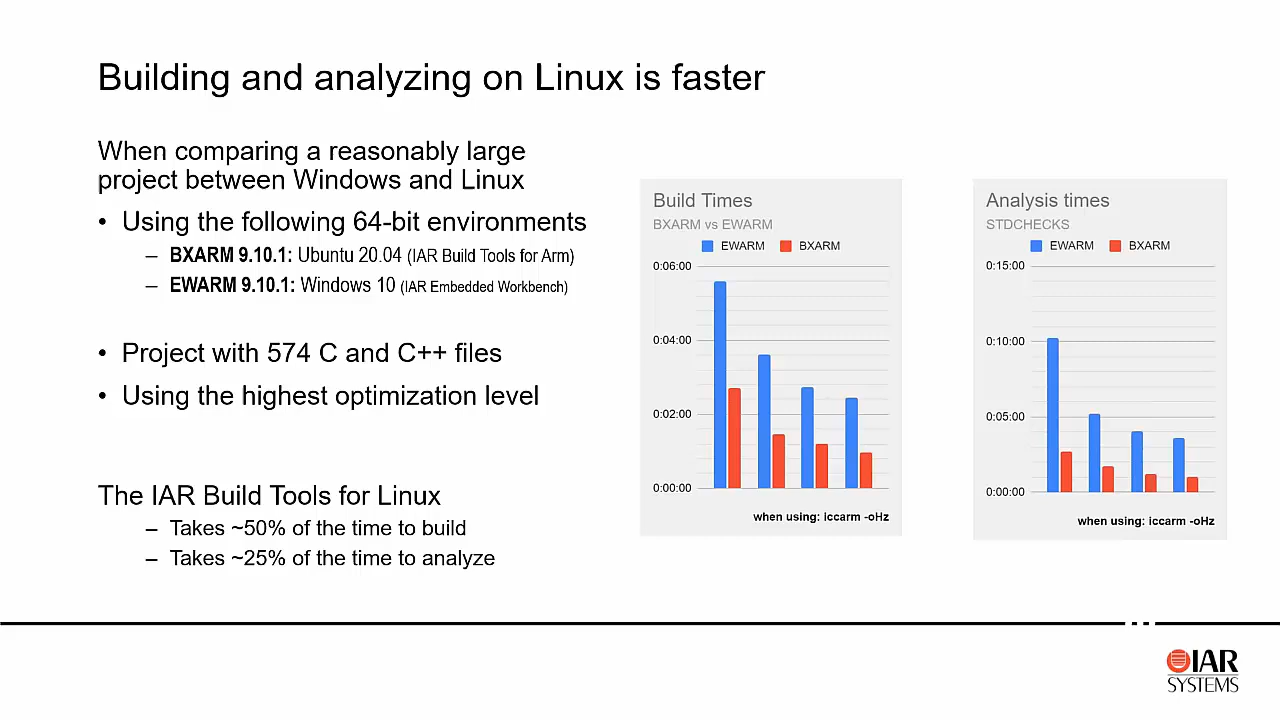 Building and analyzing on Linux is faster
When comparing a reasonably large
project between Windows and Linux
• Using the following 64-bit environments
– BXARM 9.10.1: Ubuntu 20.04 (IAR Build Tools for Arm)
– EWARM 9.10.1: Windows 10 (IAR Embedded Workbench)
• Project with 574 C and C++ files
• Using the highest optimization level
The IAR Build Tools for Linux
– Takes ~50% of the time to build
– Takes ~25% of the time to analyze
Build Times
BXARM vs EWARM
EWARM BXARM
0:06:00
0:04:00
0:02:00
0:00:00
when using: iccarm -oHz
Analysis times
STDCHECKS
EWARM BXARM
0:15:00
0:10:00
0:05:00
0:00:00
when using: iccarm -oHz
IAR
SYSTEMS